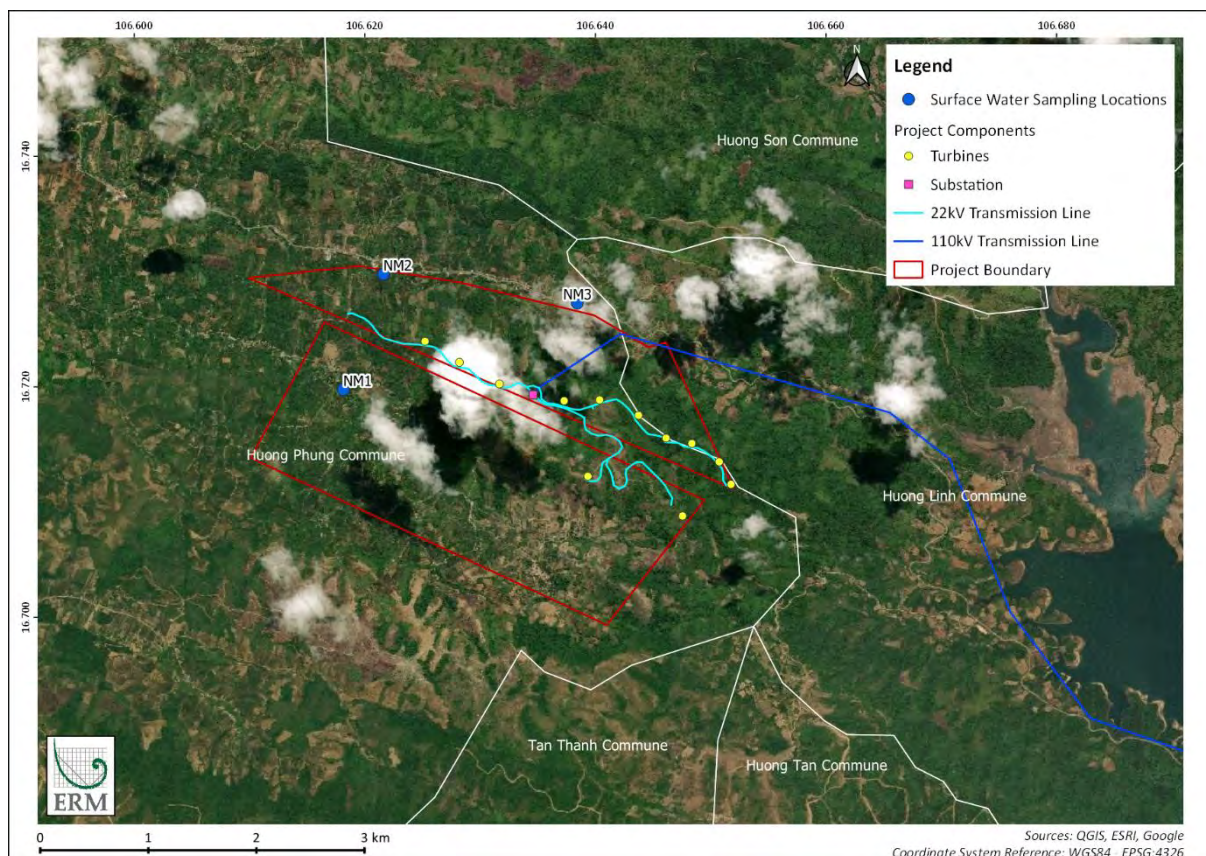 106.600
106.620
106.640
106.660
106.680
N
Legend
Surface Water Sampling Locations
Project Components
Turbines
Substation
22kV Transmission Line
110kV Transmission Line
Project Boundary
16.740
16.720
16.700
Huong Son Commune
NM2
NM3
NM1
Huong Phung Commune
Huong Linh Commune
Tan Thanh Commune
Huong Tan Commune
ERM
0 1 2 3 km
Sources: QGIS, ESRI, Google
Coordinate System Reference: WGS84 - EPSG:4326